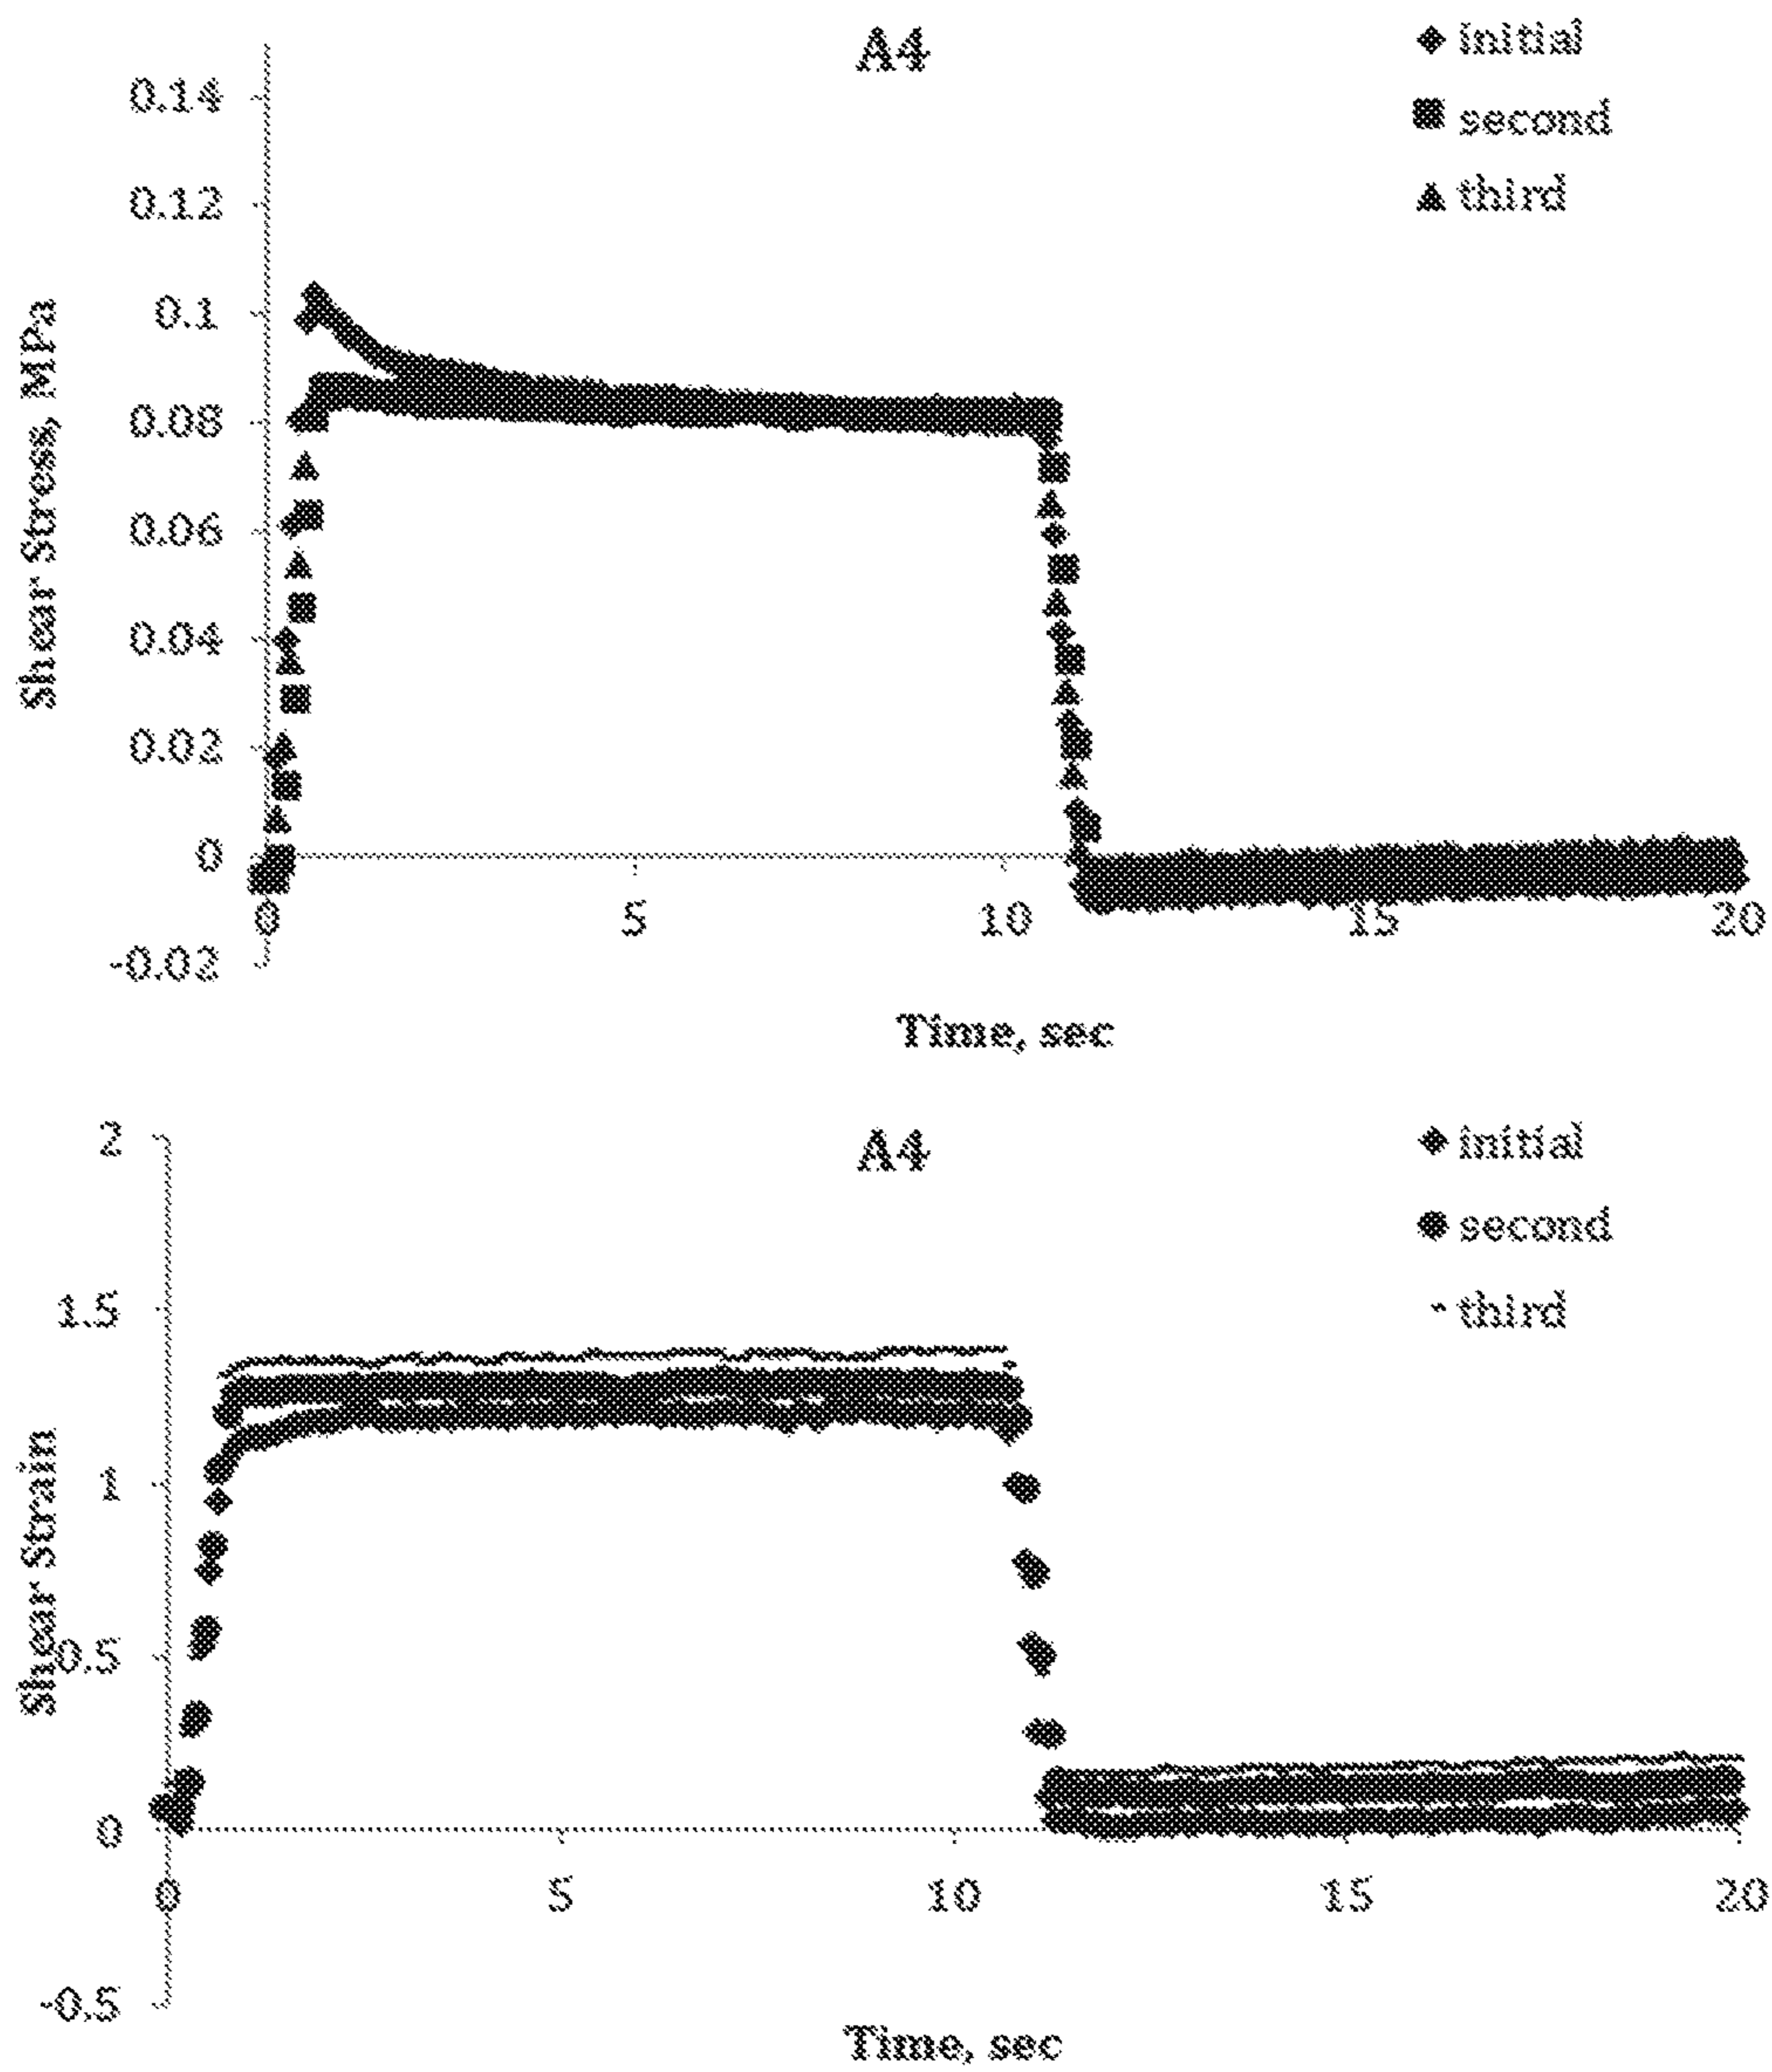 A4
initial
second
third
0.14
0.12
0.1
0.08
0.06
0.04
0.02
0
-0.02
Shear Stress, MPa
0
5
10
15
20
Time, sec
A4
initial
second
third
2
1.5
1
0.5
0
-0.5
Shear Strain
0
5
10
15
20
Time, sec